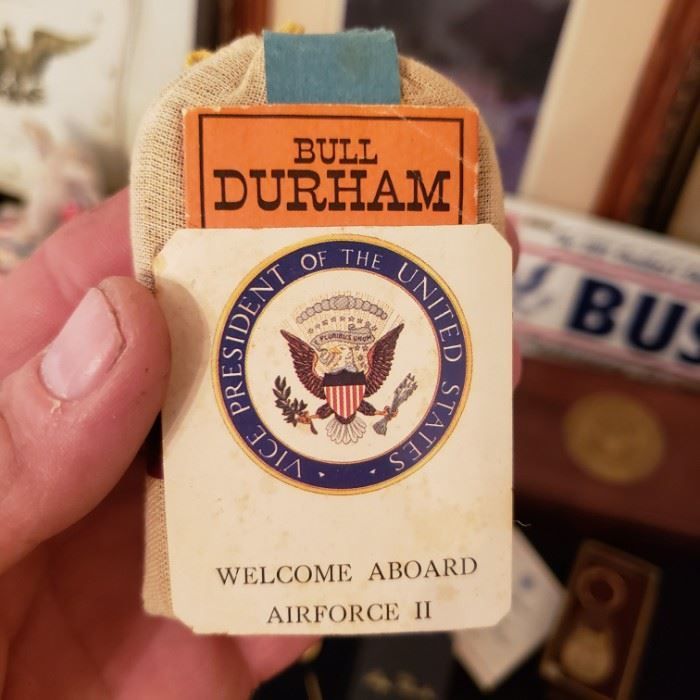 BULL
DURHAM
VICE PRESIDENT OF THE UNITED STATES
E PLURIBUS UNUM
WELCOME ABOARD
AIRFORCE II
BUS